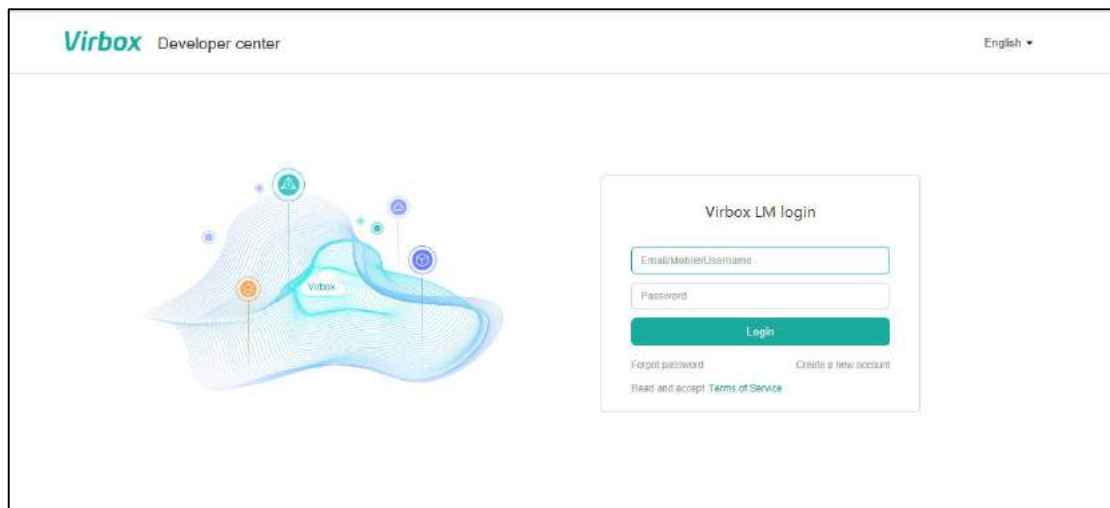 Virbox Developer center
English
Virbox LM login
Email/Mobile/Username
Password
Login
Virbox
Forgot password
Create a new account
Read and accept Terms of Service